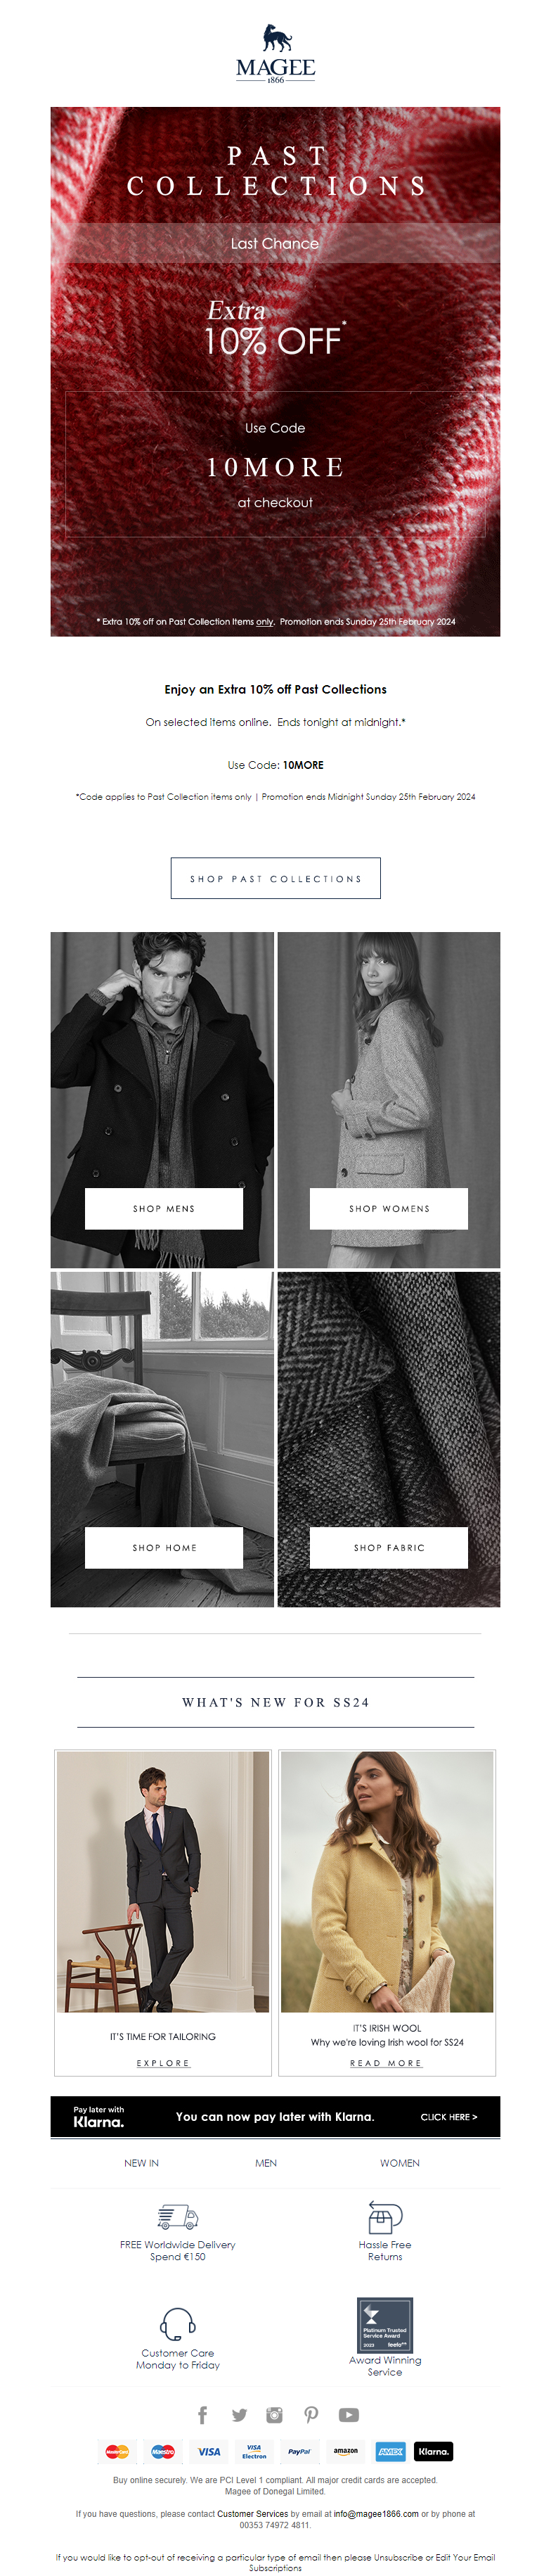 MAGEE
1866
PAST
COLLECTIONS
Last Chance
Extra
10% OFF*
Use Code
10MORE
at checkout
* Extra 10% off on Past Collection Items only. Promotion ends Sunday 25th February 2024
Enjoy an Extra 10% off Past Collections
On selected items online. Ends tonight at midnight.*
Use Code: 10MORE
*Code applies to Past Collection items only | Promotion ends Midnight Sunday 25th February 2024
SHOP PAST COLLECTIONS
SHOP MENS
SHOP WOMENS
SHOP HOME
SHOP FABRIC
WHAT'S NEW FOR SS24
IT'S TIME FOR TAILORING
EXPLORE
IT'S IRISH WOOL
Why we're loving Irish wool for SS24
READ MORE
Pay later with
Klarna.
You can now pay later with Klarna.
CLICK HERE >
NEW IN
MEN
WOMEN
FREE Worldwide Delivery
Spend €150
Hassle Free
Returns
Customer Care
Monday to Friday
Platinum Trusted
Service Award
2023 feefo
Award Winning
Service
MasterCard
Maestro
VISA
VISA
Electron
PayPal
amazon
AMEX
Klarna.
Buy online securely. We are PCI Level 1 compliant. All major credit cards are accepted.
Magee of Donegal Limited.
If you have questions, please contact Customer Services by email at info@magee1866.com or by phone at
00353 74972 4811.
If you would like to opt-out of receiving a particular type of email then please Unsubscribe or Edit Your Email
Subscriptions